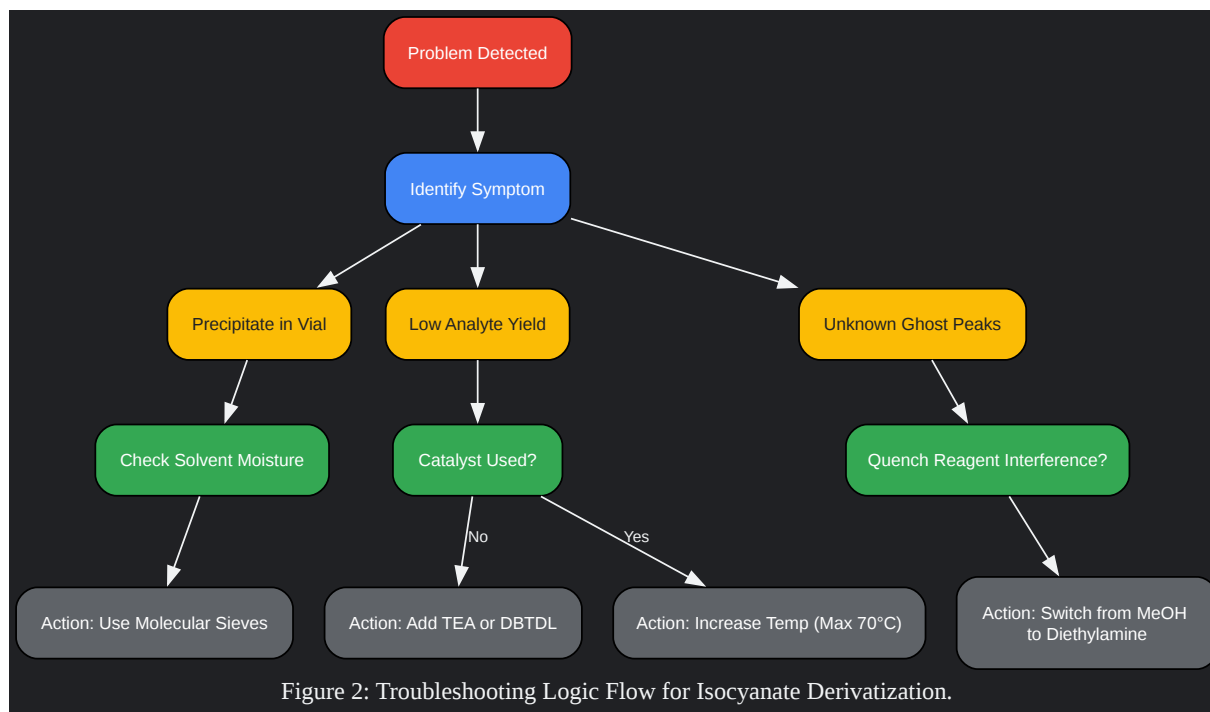 Problem Detected
Identify Symptom
Precipitate in Vial
Low Analyte Yield
Unknown Ghost Peaks
Check Solvent Moisture
Catalyst Used?
Quench Reagent Interference?
No
Yes
Action: Use Molecular Sieves
Action: Add TEA or DBTDL
Action: Increase Temp (Max 70°C)
Action: Switch from MeOH
to Diethylamine
Figure 2: Troubleshooting Logic Flow for Isocyanate Derivatization.